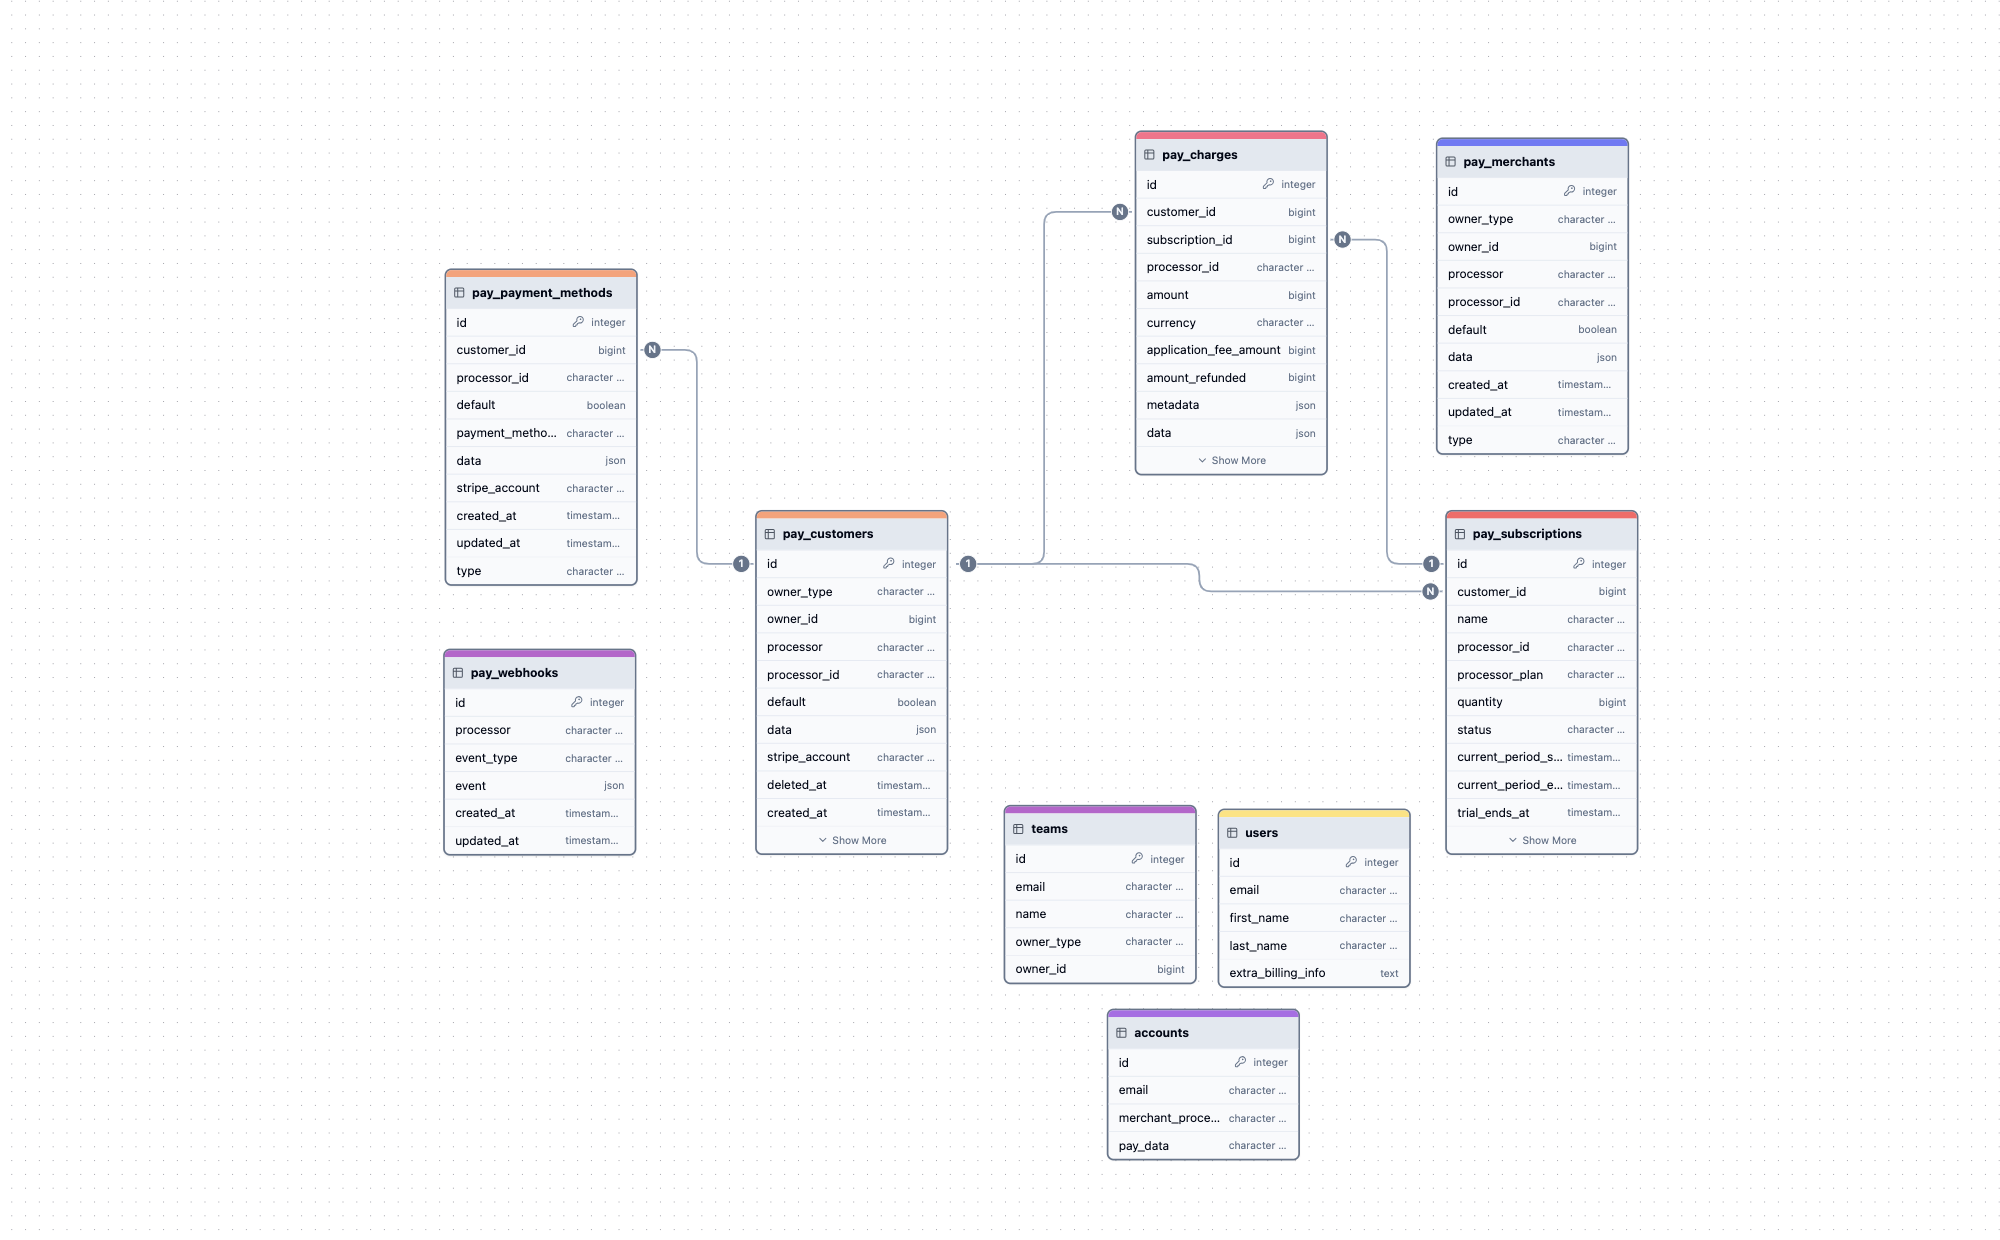 pay_charges
id integer
customer_id bigint
subscription_id bigint
processor_id character ...
amount bigint
currency character ...
application_fee_amount bigint
amount_refunded bigint
metadata json
data json
Show More
pay_merchants
id integer
owner_type character ...
owner_id bigint
processor character ...
processor_id character ...
default boolean
data json
created_at timestam...
updated_at timestam...
type character ...
pay_payment_methods
id integer
customer_id bigint
processor_id character ...
default boolean
payment_metho... character ...
data json
stripe_account character ...
created_at timestam...
updated_at timestam...
type character ...
N
N
N
1
1
1
N
pay_customers
id integer
owner_type character ...
owner_id bigint
processor character ...
processor_id character ...
default boolean
data json
stripe_account character ...
deleted_at timestam...
created_at timestam...
Show More
pay_subscriptions
id integer
customer_id bigint
name character ...
processor_id character ...
processor_plan character ...
quantity bigint
status character ...
current_period_s... timestam...
current_period_e... timestam...
trial_ends_at timestam...
Show More
pay_webhooks
id integer
processor character ...
event_type character ...
event json
created_at timestam...
updated_at timestam...
teams
id integer
email character ...
name character ...
owner_type character ...
owner_id bigint
users
id integer
email character ...
first_name character ...
last_name character ...
extra_billing_info text
accounts
id integer
email character ...
merchant_proce... character ...
pay_data character ...